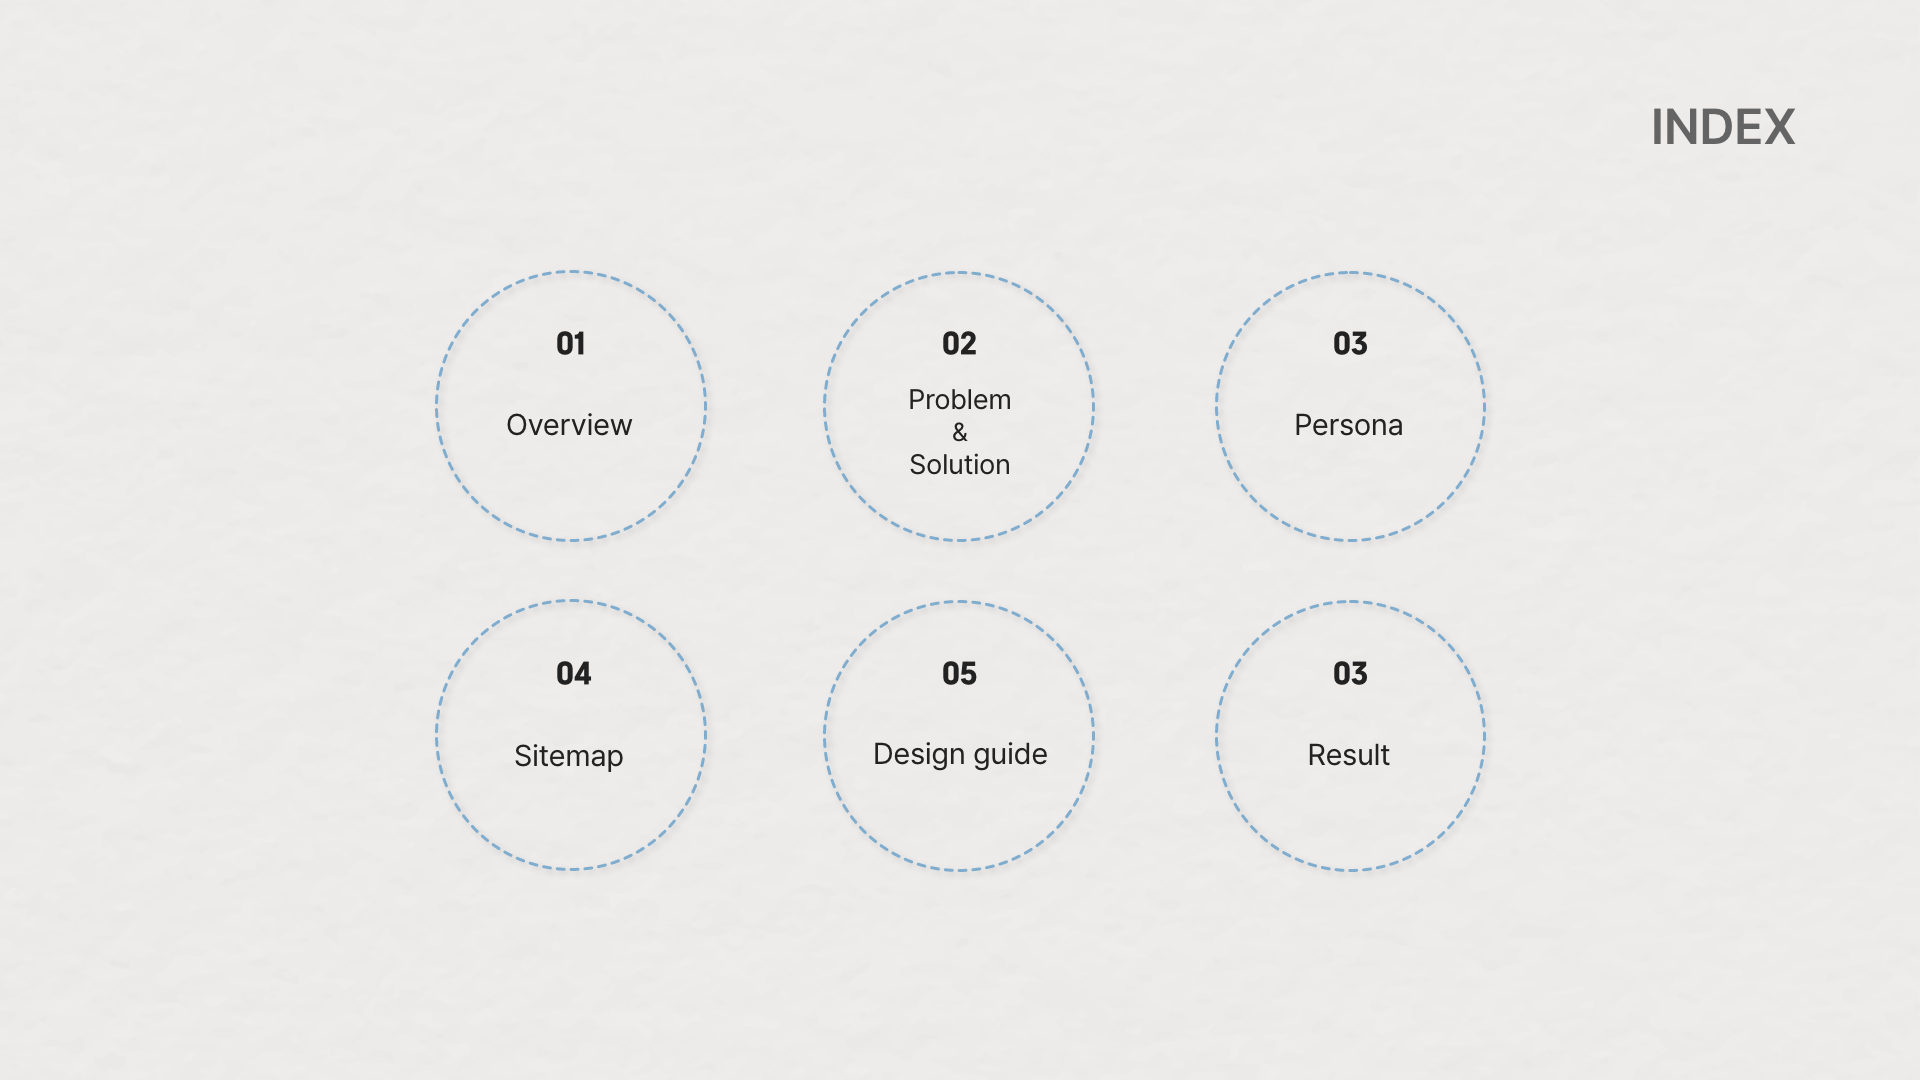 INDEX
01
Overview
02
Problem
&
Solution
03
Persona
04
Sitemap
05
Design guide
03
Result